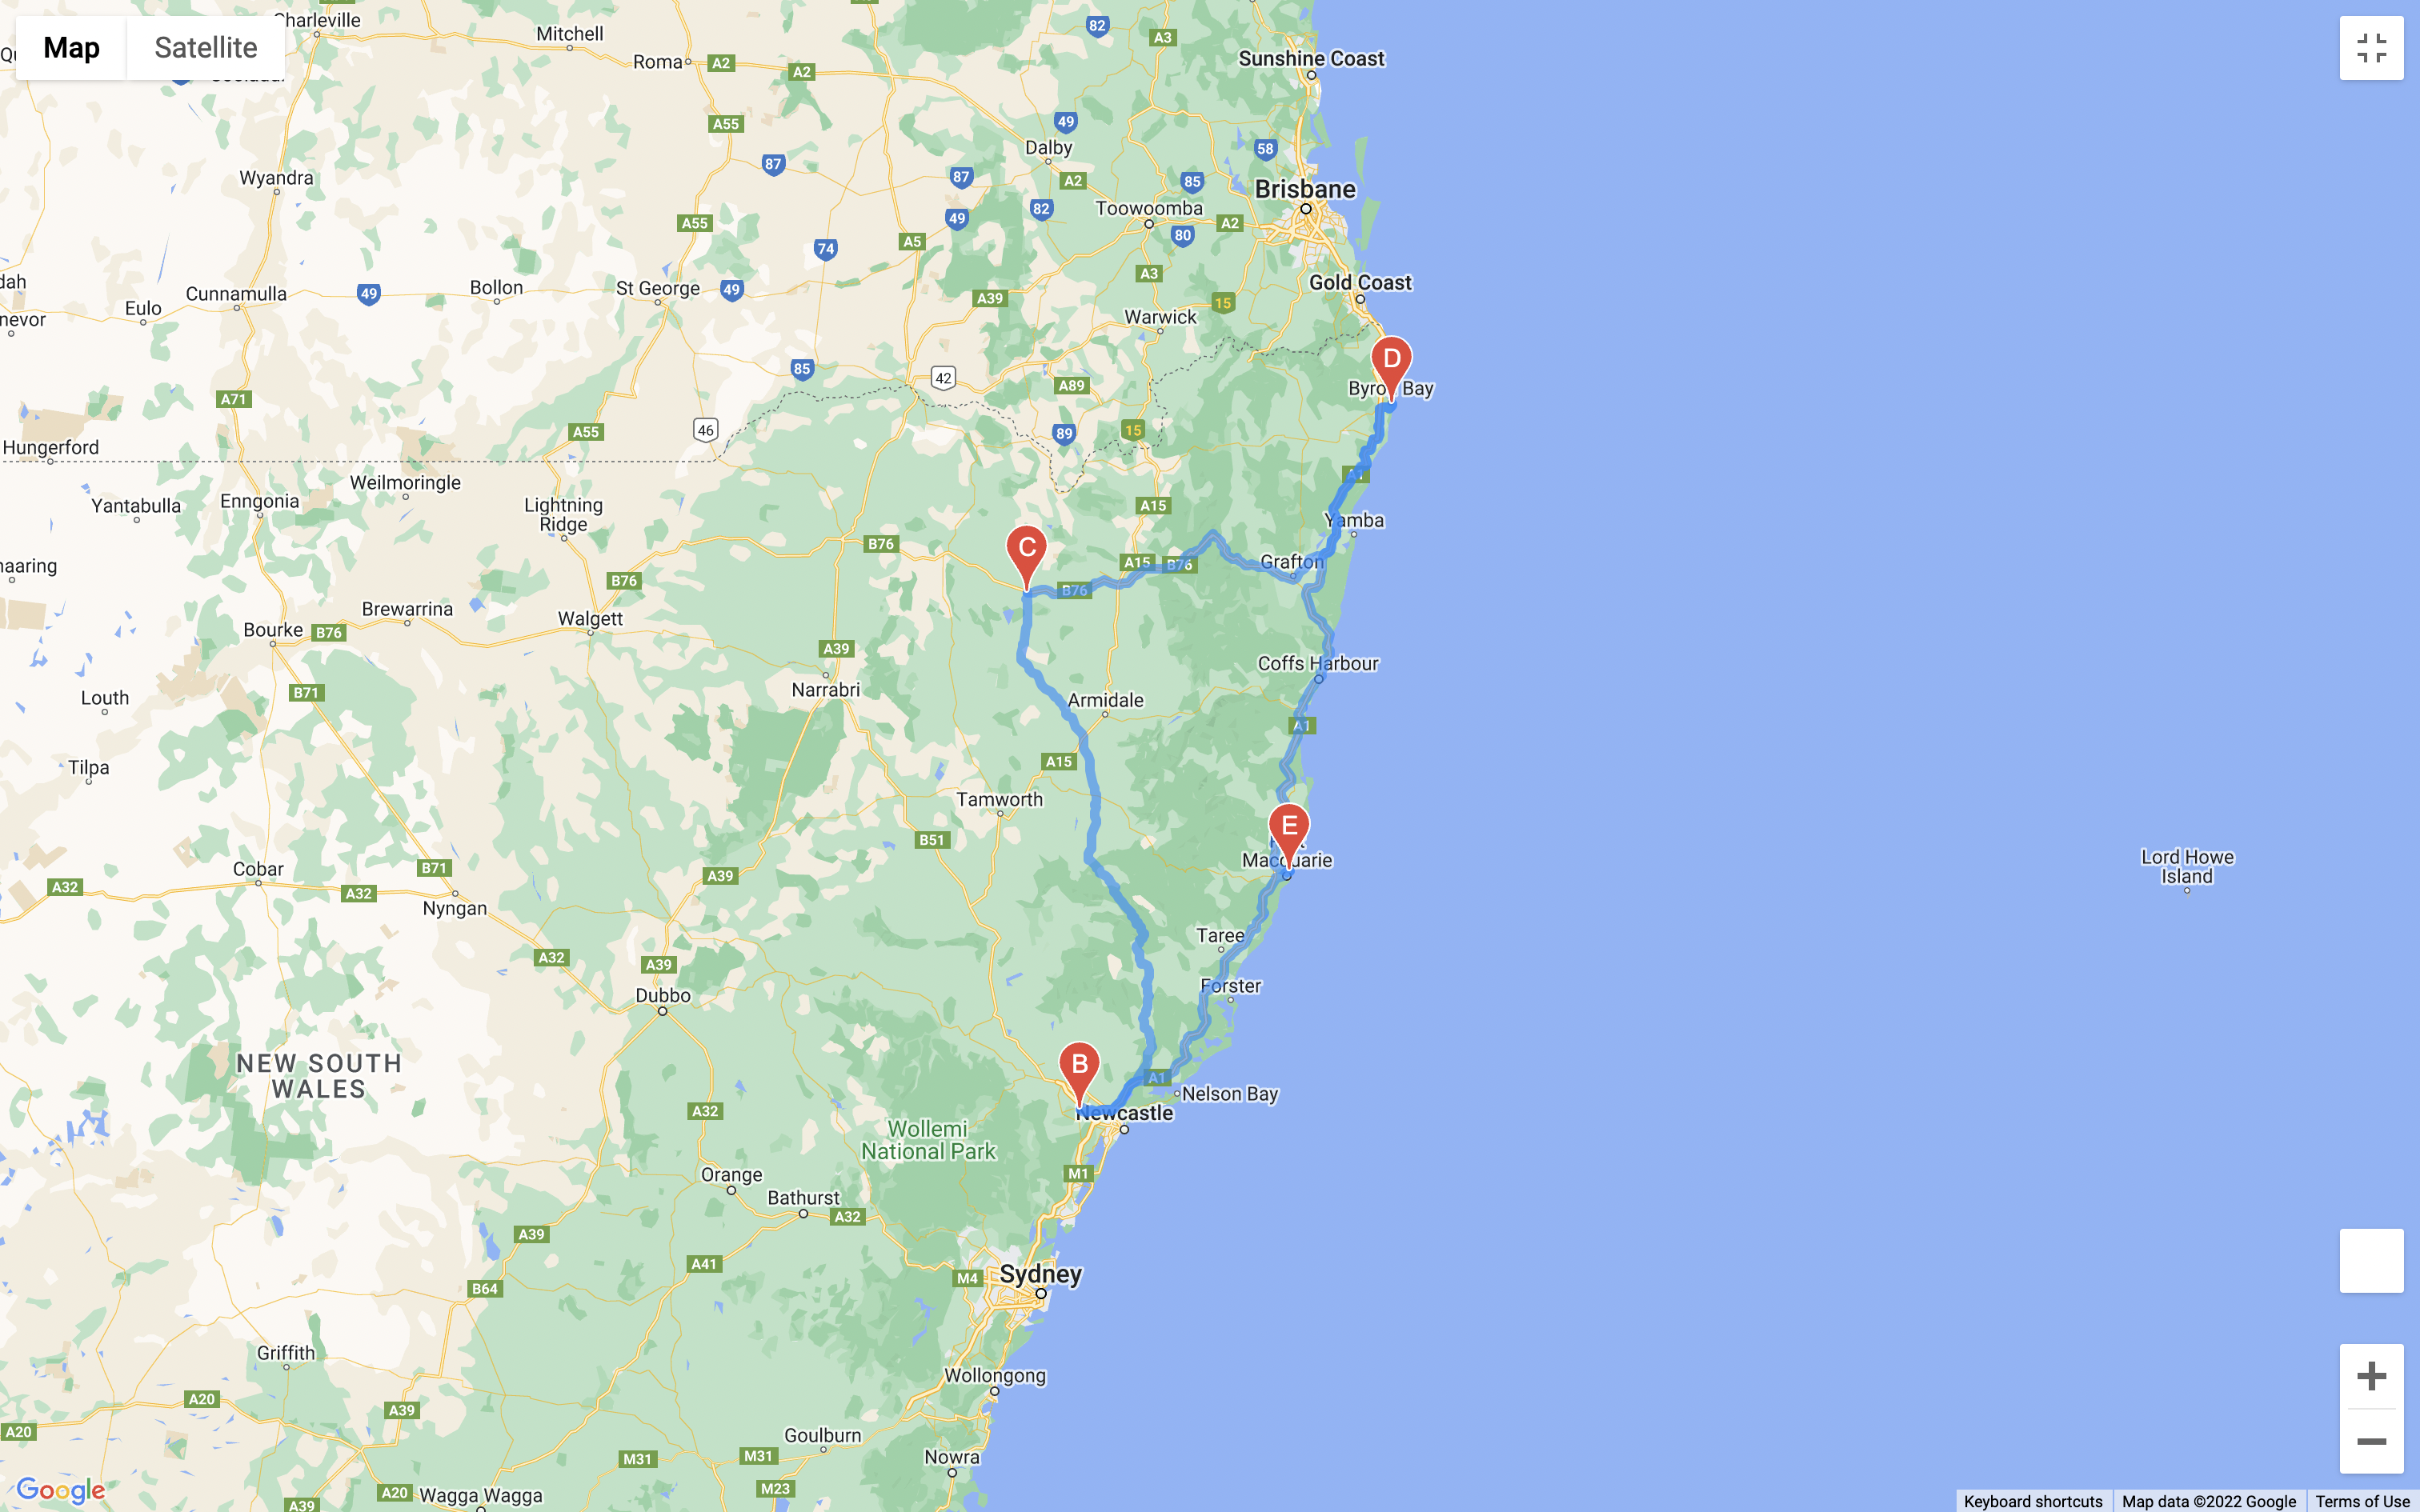 Map
Satellite
Charleville
Mitchell
82
A3
Sunshine Coast
Roma
A2
A2
A55
49
Dalby
58
87
87
A2
85
Wyandra
Brisbane
49
82
Toowoomba
A2
A55
80
74
A5
A3
Gold Coast
Cunnamulla
49
Bollon
St George
49
A39
15
Eulo
Warwick
85
42
A89
D
Byron Bay
A71
Hungerford
A55
46
89
15
Weilmoringle
Yantabulla
Enngonia
Lightning
Ridge
A15
Yamba
B76
C
A15
B76
Grafton
B76
B76
Brewarrina
Walgett
Bourke
B76
A39
Coffs Harbour
Louth
B71
Narrabri
Armidale
A1
Tilpa
A15
Tamworth
E
B51
Macquarie
Cobar
B71
A39
A32
A32
Nyngan
Lord Howe
Island
Taree
A32
A39
Dubbo
Forster
NEW SOUTH
WALES
B
A1
Nelson Bay
A32
Newcastle
Wollemi
National Park
M1
Orange
Bathurst
A32
A39
A41
M4
Sydney
B64
Griffith
Wollongong
A20
A39
A20
Goulburn
M31
M31
Nowra
M23
A20
Wagga Wagga
A39
Google
Keyboard shortcuts
Map data ©2022 Google
Terms of Use